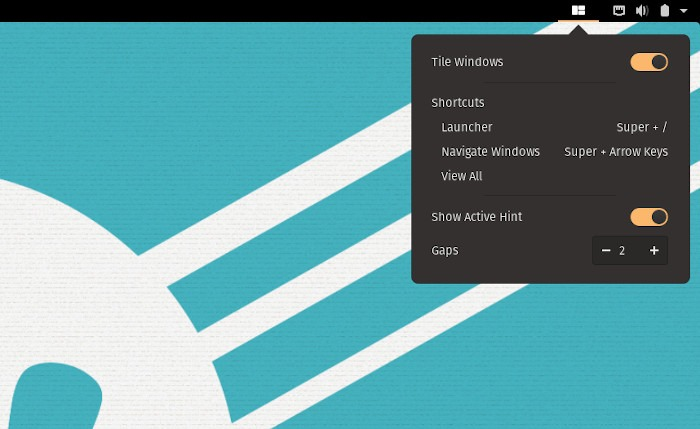 Tile Windows
Shortcuts
Launcher Super + /
Navigate Windows Super + Arrow Keys
View All
Show Active Hint
Gaps − 2 +